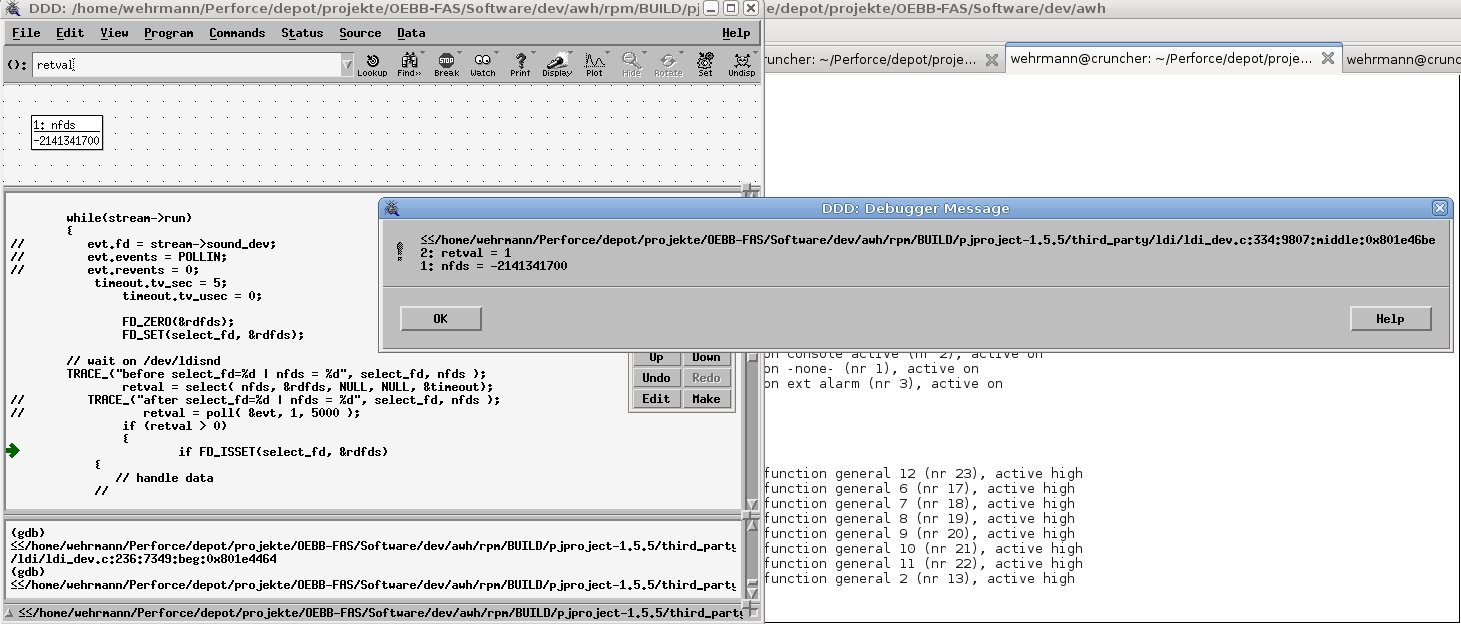 DDD: /home/wehrmann/Perforce/depot/projekte/OEBB-FAS/Software/dev/awh/rpm/BUILD/pj
e/depot/projekte/OEBB-FAS/Software/dev/awh
File Edit View Program Commands Status Source Data Help
(): retval
Lookup Find>> Break Watch Print Display Plot Hide Rotate Set Undisp
runcher: ~/Perforce/depot/proje... wehrmann@cruncher: ~/Perforce/depot/proje... wehrmann@crunc
1: nfds
-2141341700
while(stream->run)
{
// evt.fd = stream->sound_dev;
// evt.events = POLLIN;
// evt.revents = 0;
timeout.tv_sec = 5;
timeout.tv_usec = 0;
FD_ZERO(&rdfds);
FD_SET(select_fd, &rdfds);
// wait on /dev/ldisnd
TRACE_("before select_fd=%d | nfds = %d", select_fd, nfds );
retval = select( nfds, &rdfds, NULL, NULL, &timeout);
// TRACE_("after select_fd=%d | nfds = %d", select_fd, nfds );
// retval = poll( &evt, 1, 5000 );
if (retval > 0)
{
if FD_ISSET(select_fd, &rdfds)
{
// handle data
//
DDD: Debugger Message
≤≤/home/wehrmann/Perforce/depot/projekte/OEBB-FAS/Software/dev/awh/rpm/BUILD/pjproject-1.5.5/third_party/ldi/ldi_dev.c:334:9807:middle:0x801e46be
2: retval = 1
1: nfds = -2141341700
OK Help
Up Down
Undo Redo
Edit Make
on console active (nr 2), active on
on -none- (nr 1), active on
on ext alarm (nr 3), active on
function general 12 (nr 23), active high
function general 6 (nr 17), active high
function general 7 (nr 18), active high
function general 8 (nr 19), active high
function general 9 (nr 20), active high
function general 10 (nr 21), active high
function general 11 (nr 22), active high
function general 2 (nr 13), active high
(gdb)
≤≤/home/wehrmann/Perforce/depot/projekte/OEBB-FAS/Software/dev/awh/rpm/BUILD/pjproject-1.5.5/third_party
/ldi/ldi_dev.c:236:7349:beg:0x801e4464
(gdb)
≤≤/home/wehrmann/Perforce/depot/projekte/OEBB-FAS/Software/dev/awh/rpm/BUILD/pjproject-1.5.5/third_party
≤≤/home/wehrmann/Perforce/depot/projekte/OEBB-FAS/Software/dev/awh/rpm/BUILD/pjproject-1.5.5/third_party